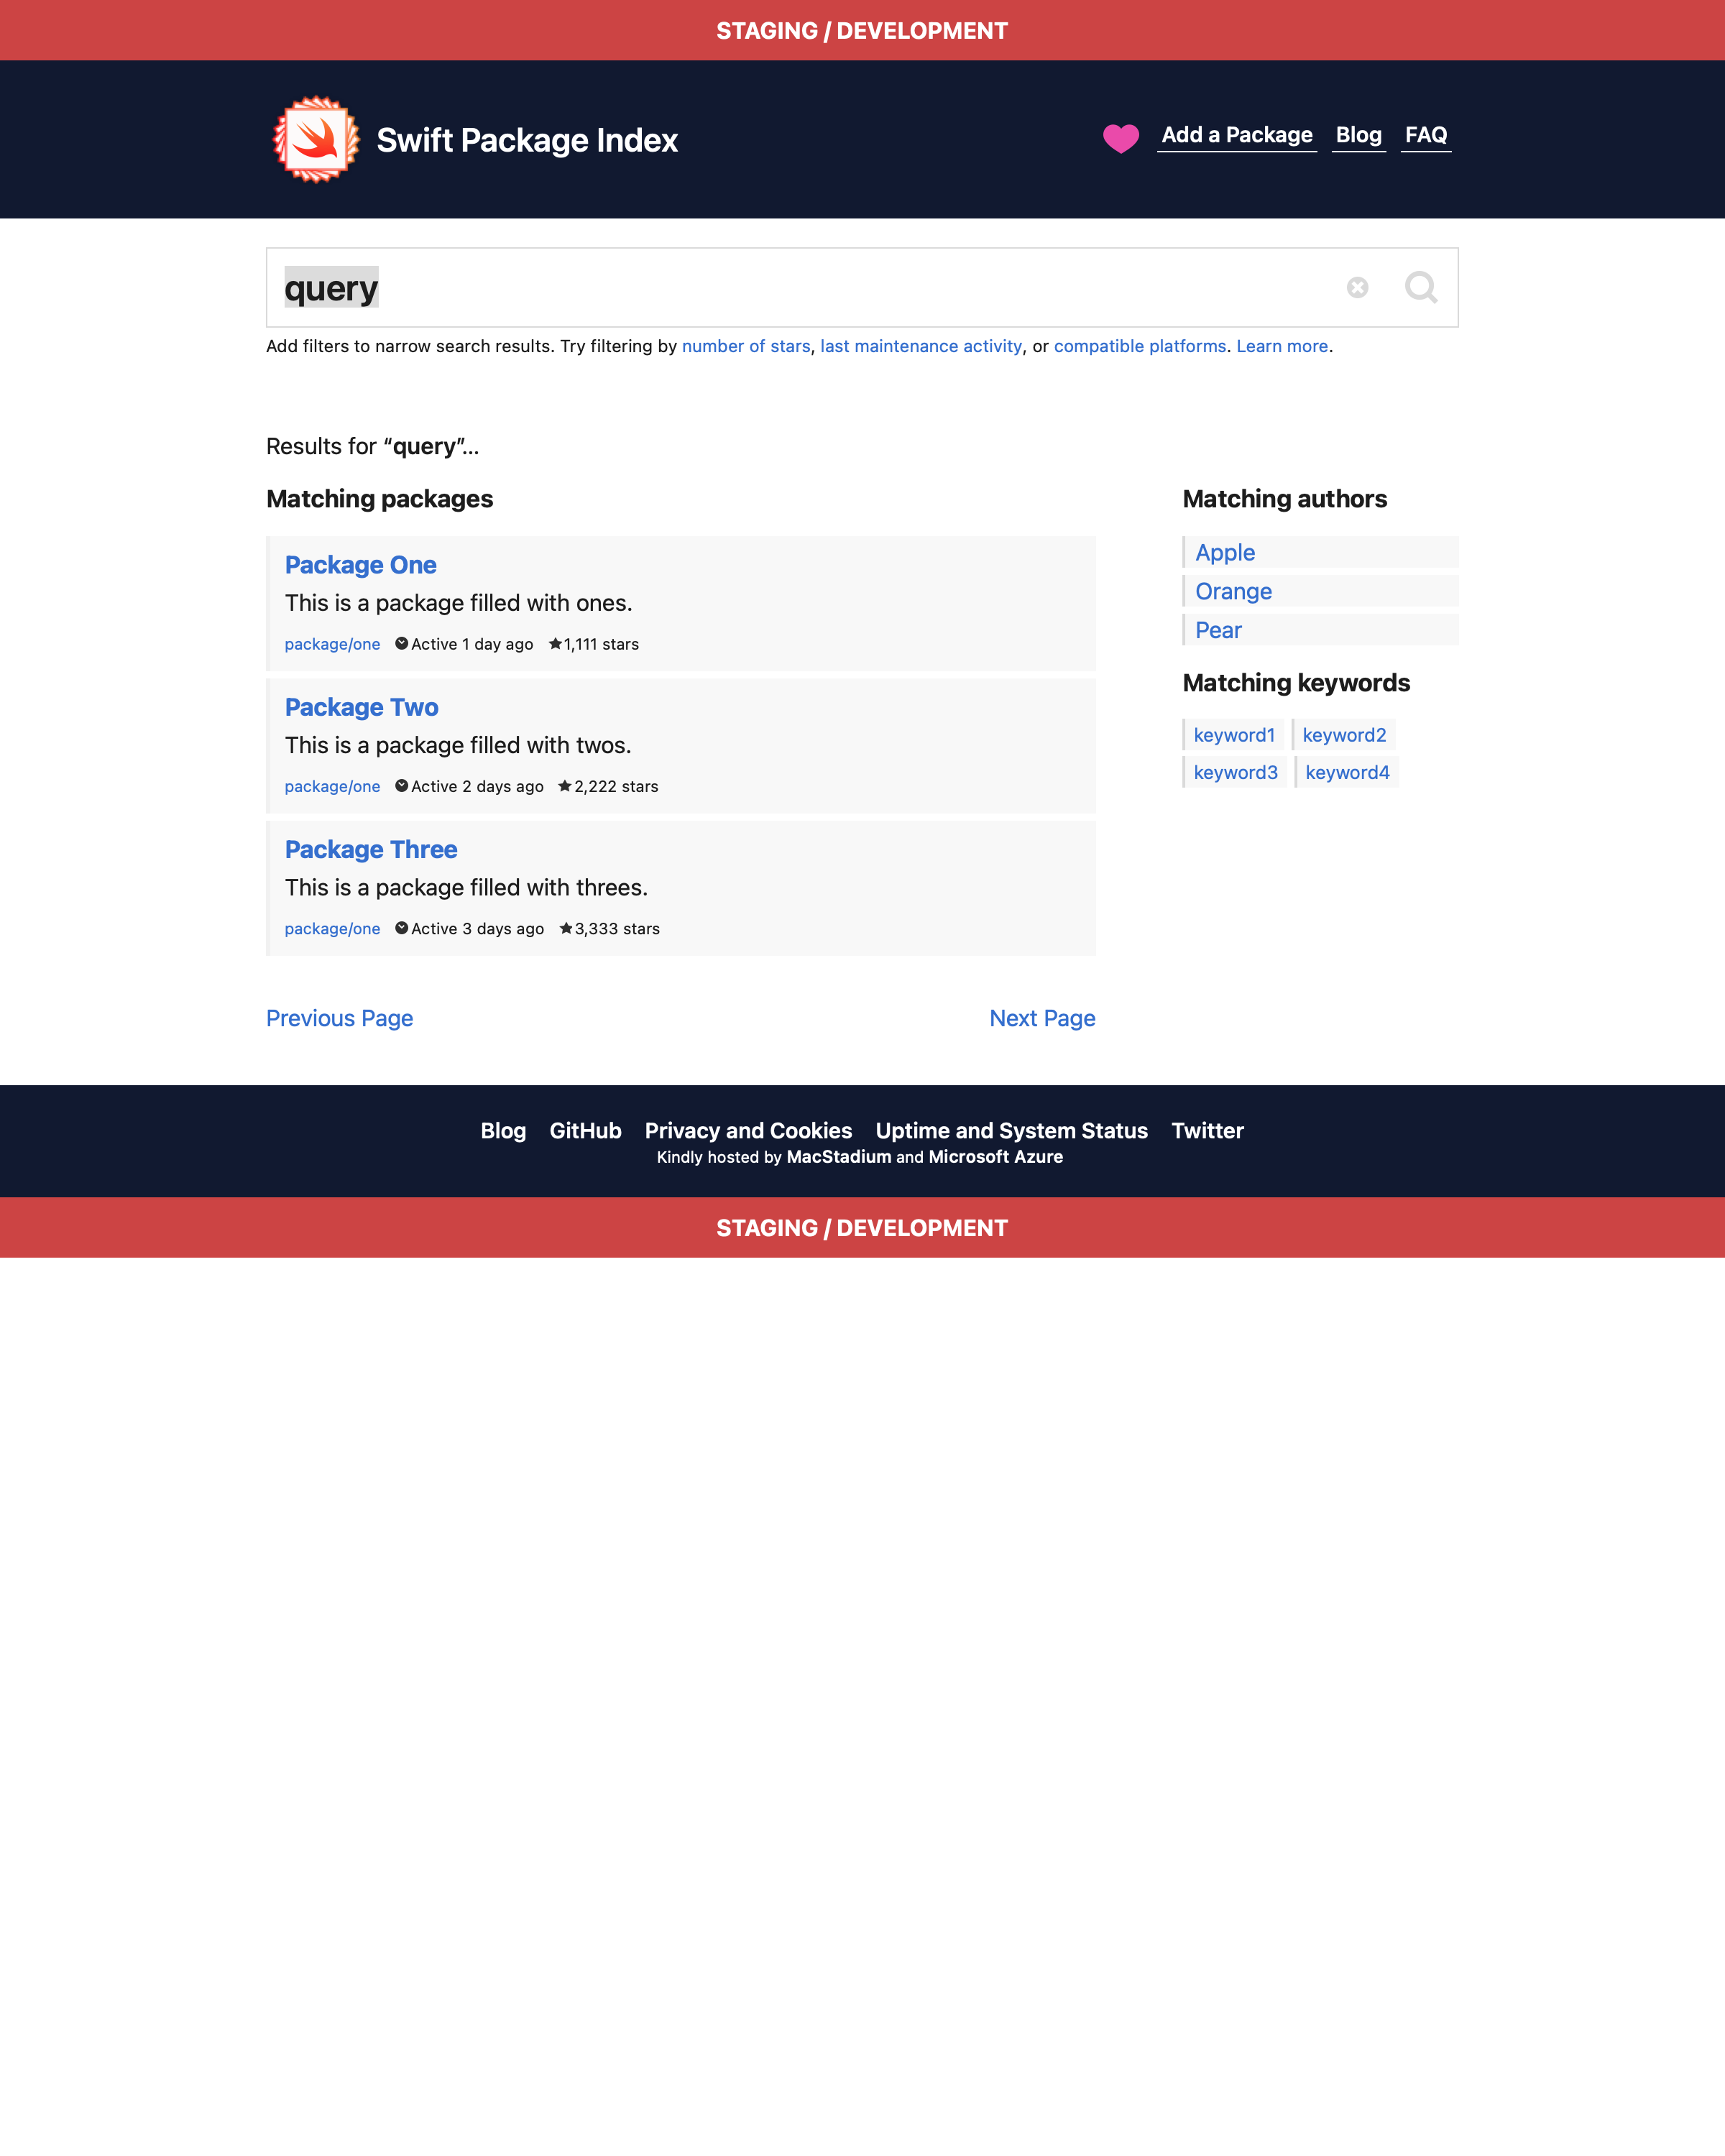 STAGING / DEVELOPMENT
Swift Package Index
Add a Package Blog FAQ
query
Add filters to narrow search results. Try filtering by number of stars, last maintenance activity, or compatible platforms. Learn more.
Results for “query”…
Matching packages
Package One
This is a package filled with ones.
package/one Active 1 day ago 1,111 stars
Package Two
This is a package filled with twos.
package/one Active 2 days ago 2,222 stars
Package Three
This is a package filled with threes.
package/one Active 3 days ago 3,333 stars
Previous Page Next Page
Matching authors
Apple
Orange
Pear
Matching keywords
keyword1 keyword2
keyword3 keyword4
Blog GitHub Privacy and Cookies Uptime and System Status Twitter
Kindly hosted by MacStadium and Microsoft Azure
STAGING / DEVELOPMENT